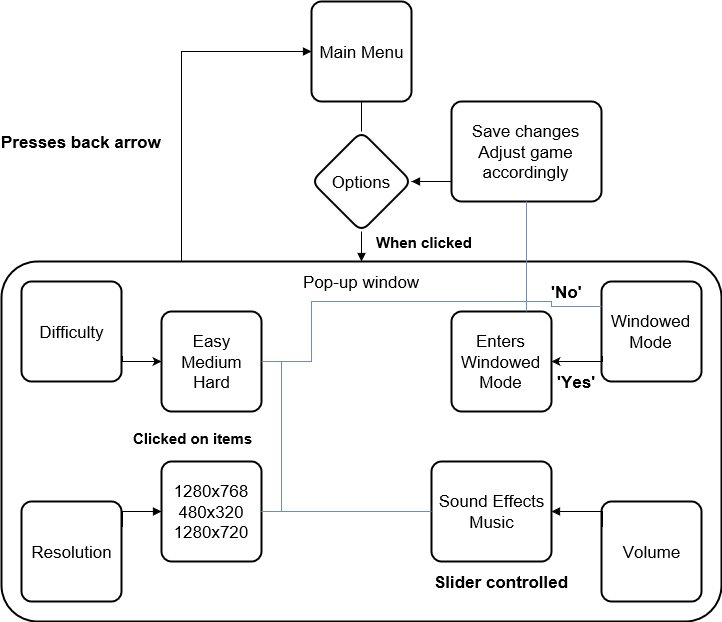 Main Menu
Presses back arrow
Save changes
Adjust game
accordingly
Options
When clicked
Pop-up window
Difficulty
Easy
Medium
Hard
'No'
Enters
Windowed
Mode
Windowed
Mode
'Yes'
Clicked on items
Resolution
1280x768
480x320
1280x720
Sound Effects
Music
Volume
Slider controlled